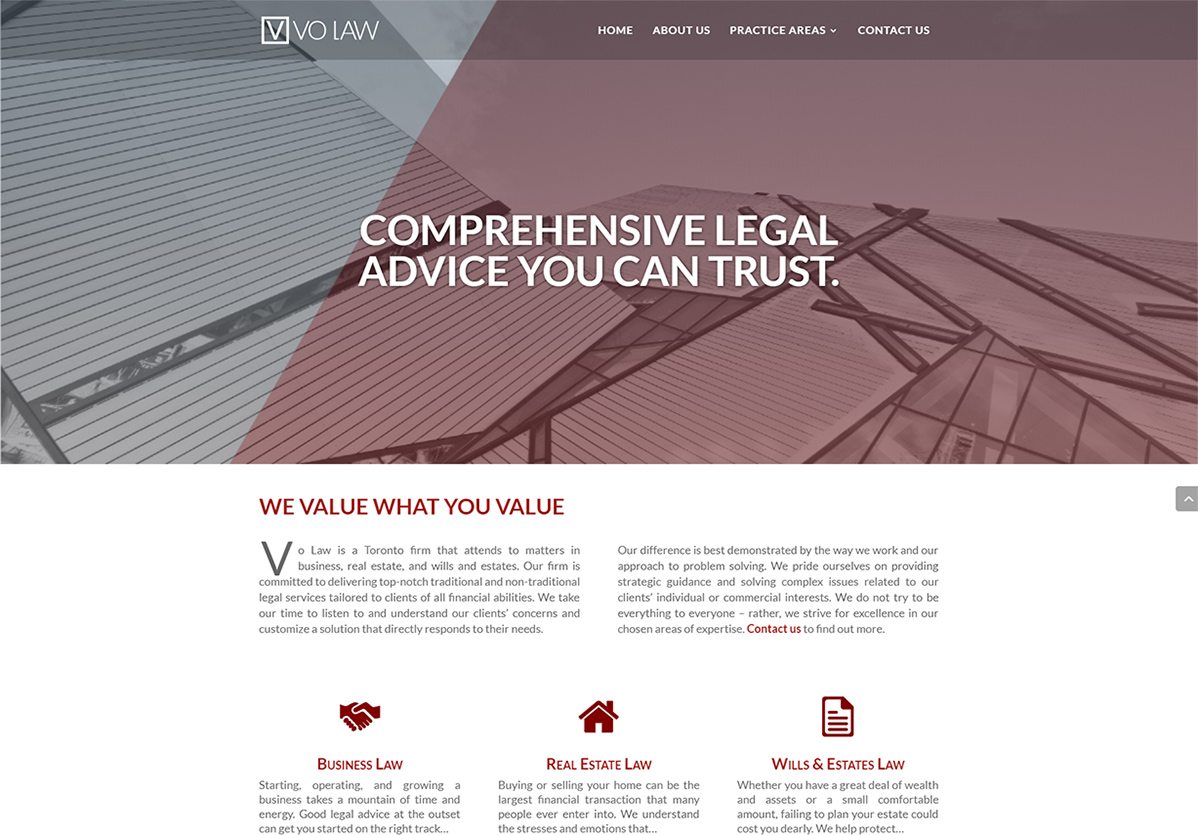 V VO LAW
HOME ABOUT US PRACTICE AREAS CONTACT US
COMPREHENSIVE LEGAL
ADVICE YOU CAN TRUST.
WE VALUE WHAT YOU VALUE
Vo Law is a Toronto firm that attends to matters in
business, real estate, and wills and estates. Our firm is
committed to delivering top-notch traditional and non-traditional
legal services tailored to clients of all financial abilities. We take
our time to listen to and understand our clients' concerns and
customize a solution that directly responds to their needs.
Our difference is best demonstrated by the way we work and our
approach to problem solving. We pride ourselves on providing
strategic guidance and solving complex issues related to our
clients' individual or commercial interests. We do not try to be
everything to everyone – rather, we strive for excellence in our
chosen areas of expertise. Contact us to find out more.
BUSINESS LAW
Starting, operating, and growing a
business takes a mountain of time and
energy. Good legal advice at the outset
can get you started on the right track...
REAL ESTATE LAW
Buying or selling your home can be the
largest financial transaction that many
people ever enter into. We understand
the stresses and emotions that...
WILLS & ESTATES LAW
Whether you have a great deal of wealth
and assets or a small comfortable
amount, failing to plan your estate could
cost you dearly. We help protect...